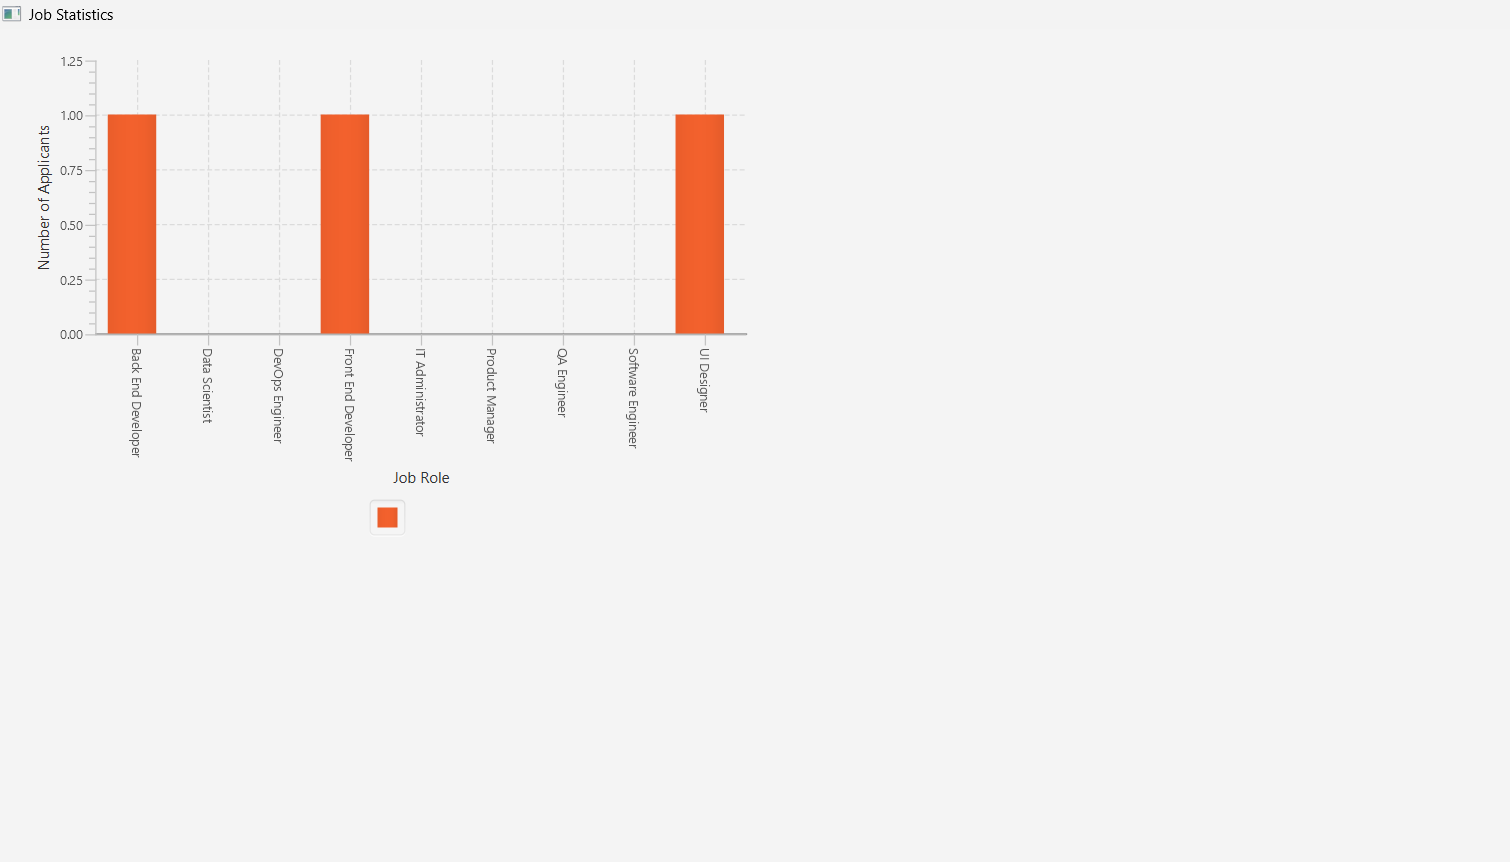 Job Statistics
1.25
1.00
0.75
0.50
0.25
0.00
Number of Applicants
Back End Developer
Data Scientist
DevOps Engineer
Front End Developer
IT Administrator
Product Manager
QA Engineer
Software Engineer
UI Designer
Job Role